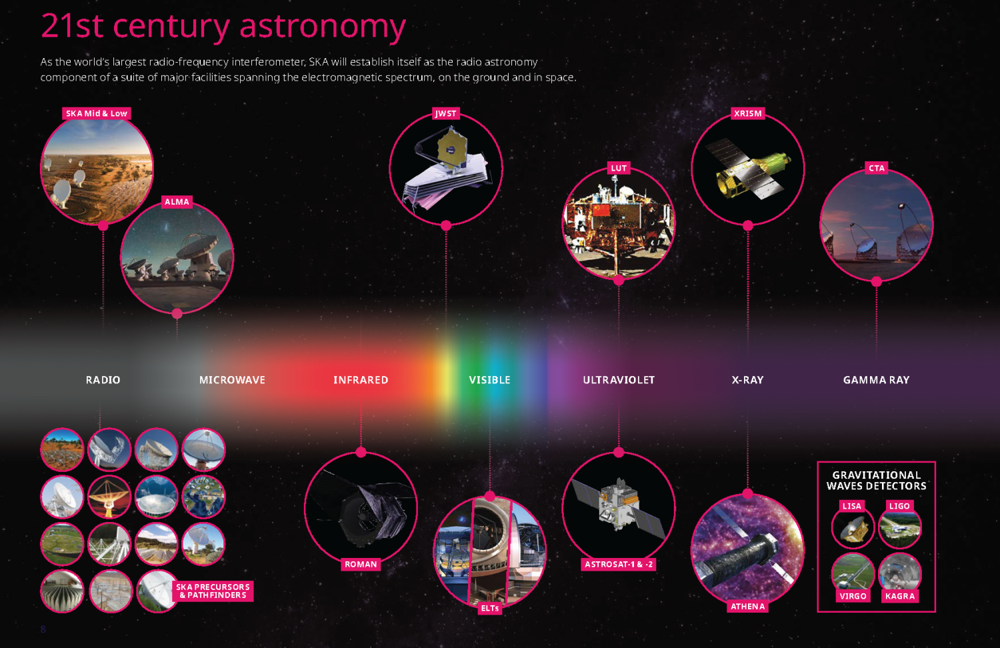 21st century astronomy
As the world's largest radio-frequency interferometer, SKA will establish itself as the radio astronomy
component of a suite of major facilities spanning the electromagnetic spectrum, on the ground and in space.
SKA Mid & Low
JWST
XRISM
LUT
CTA
ALMA
RADIO
MICROWAVE
INFRARED
VISIBLE
ULTRAVIOLET
X-RAY
GAMMA RAY
GRAVITATIONAL
WAVES DETECTORS
LISA
LIGO
ROMAN
ASTROSAT-1 & -2
SKA PRECURSORS
& PATHFINDERS
VIRGO
KAGRA
ELTs
ATHENA
8